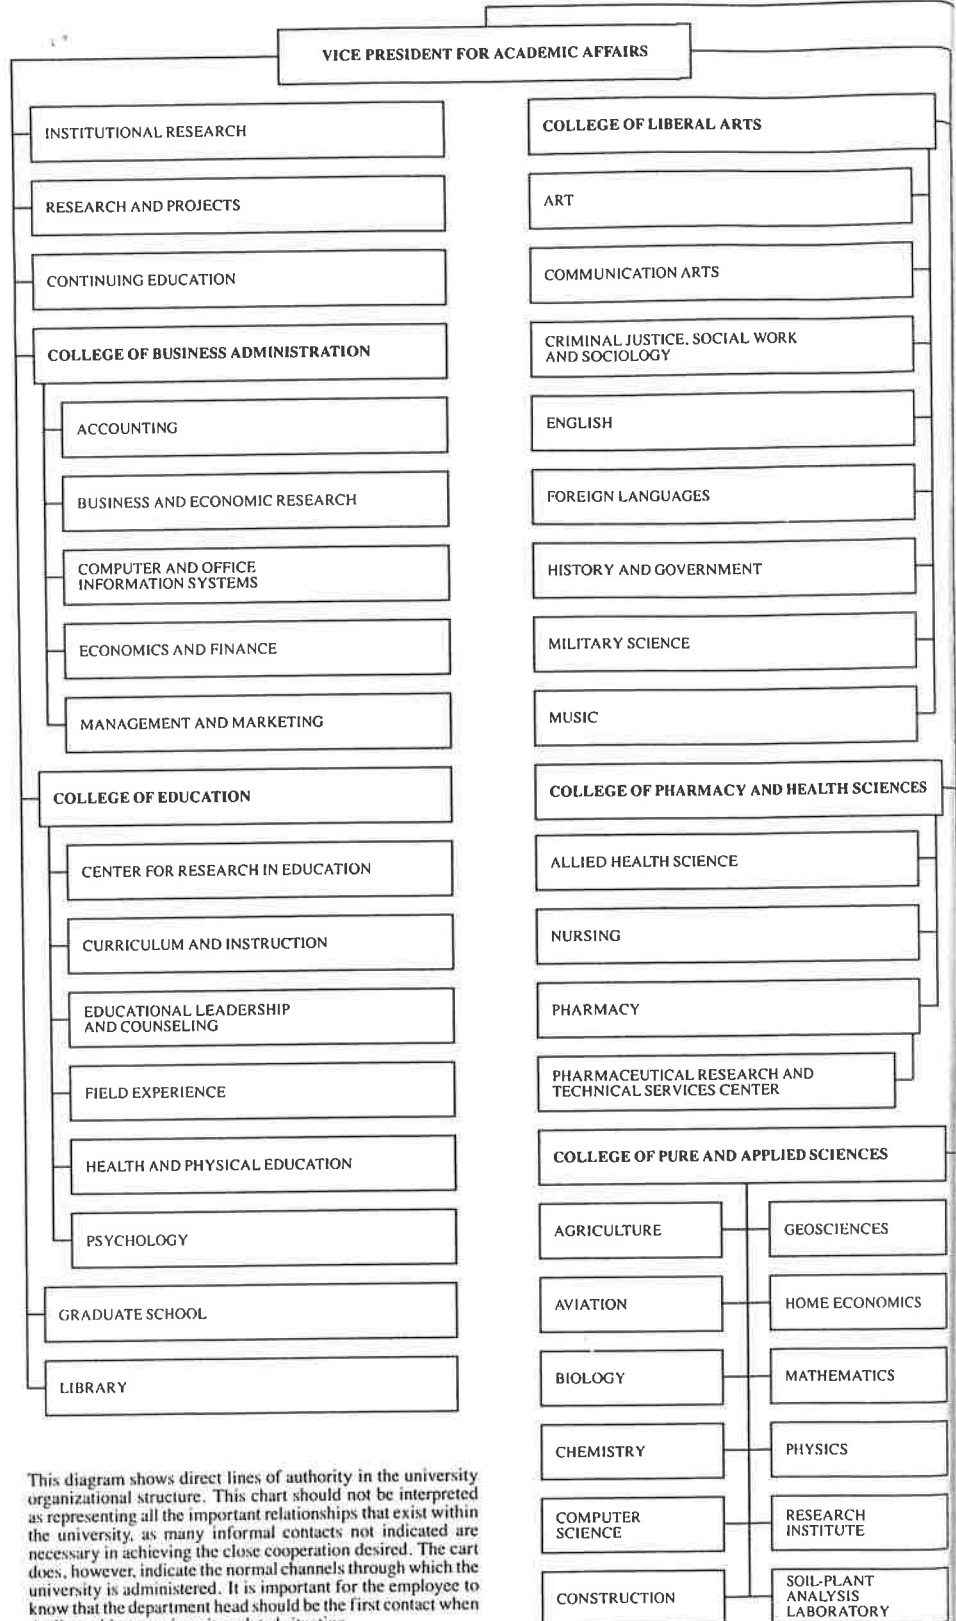 VICE PRESIDENT FOR ACADEMIC AFFAIRS
INSTITUTIONAL RESEARCH
RESEARCH AND PROJECTS
CONTINUING EDUCATION
COLLEGE OF BUSINESS ADMINISTRATION
ACCOUNTING
BUSINESS AND ECONOMIC RESEARCH
COMPUTER AND OFFICE
INFORMATION SYSTEMS
ECONOMICS AND FINANCE
MANAGEMENT AND MARKETING
COLLEGE OF EDUCATION
CENTER FOR RESEARCH IN EDUCATION
CURRICULUM AND INSTRUCTION
EDUCATIONAL LEADERSHIP
AND COUNSELING
FIELD EXPERIENCE
HEALTH AND PHYSICAL EDUCATION
PSYCHOLOGY
GRADUATE SCHOOL
LIBRARY
This diagram shows direct lines of authority in the university
organizational structure. This chart should not be interpreted
as representing all the important relationships that exist within
the university, as many informal contacts not indicated are
necessary in achieving the close cooperation desired. The cart
does, however, indicate the normal channels through which the
university is administered. It is important for the employee to
know that the department head should be the first contact when
COLLEGE OF LIBERAL ARTS
ART
COMMUNICATION ARTS
CRIMINAL JUSTICE, SOCIAL WORK
AND SOCIOLOGY
ENGLISH
FOREIGN LANGUAGES
HISTORY AND GOVERNMENT
MILITARY SCIENCE
MUSIC
COLLEGE OF PHARMACY AND HEALTH SCIENCES
ALLIED HEALTH SCIENCE
NURSING
PHARMACY
PHARMACEUTICAL RESEARCH AND
TECHNICAL SERVICES CENTER
COLLEGE OF PURE AND APPLIED SCIENCES
AGRICULTURE
AVIATION
BIOLOGY
CHEMISTRY
COMPUTER
SCIENCE
CONSTRUCTION
GEOSCIENCES
HOME ECONOMICS
MATHEMATICS
PHYSICS
RESEARCH
INSTITUTE
SOIL-PLANT
ANALYSIS
LABORATORY